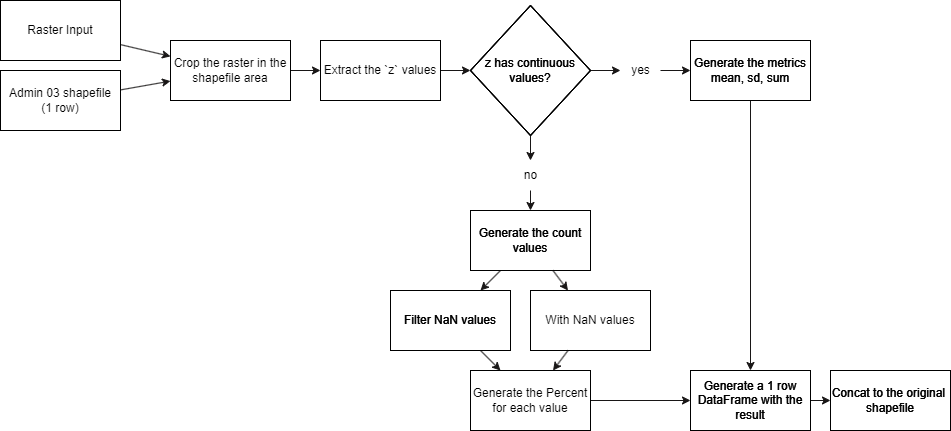 Raster Input
Admin 03 shapefile
(1 row)
Crop the raster in the
shapefile area
Extract the `z` values
z has continuous
values?
yes
Generate the metrics
mean, sd, sum
no
Generate the count
values
Filter NaN values
With NaN values
Generate the Percent
for each value
Generate a 1 row
DataFrame with the
result
Concat to the original
shapefile